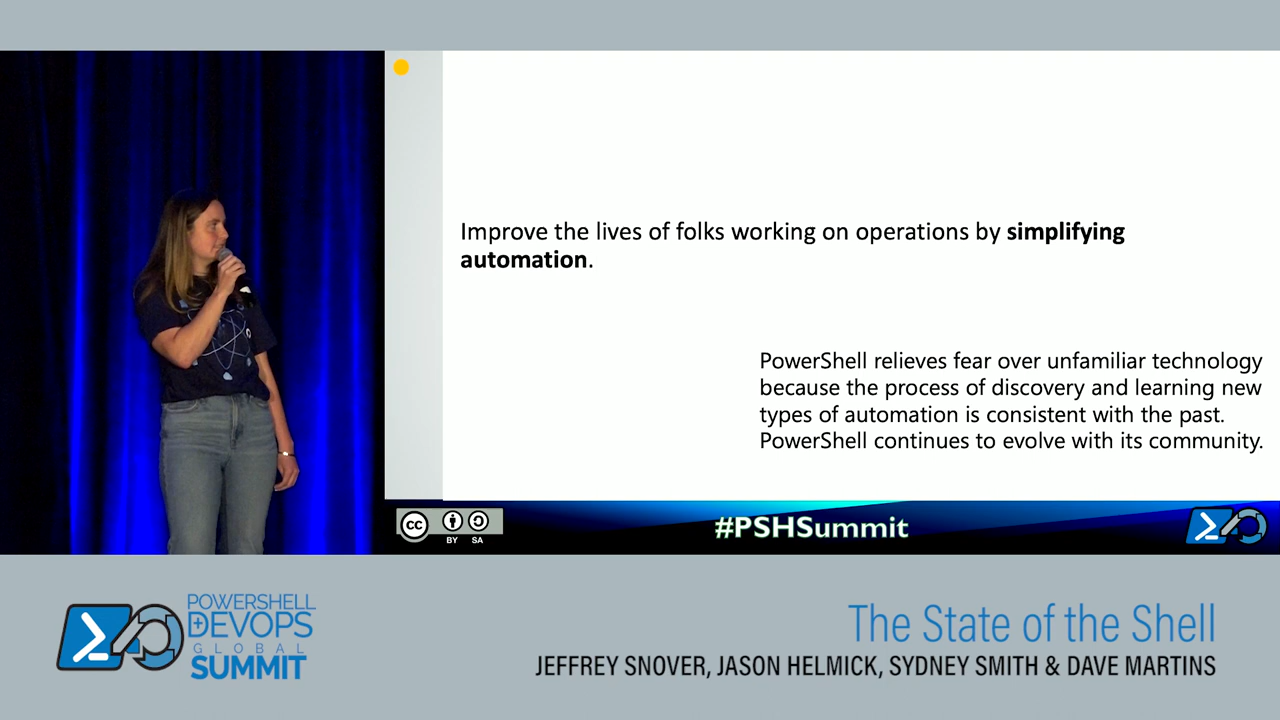 Improve the lives of folks working on operations by simplifying
automation.
PowerShell relieves fear over unfamiliar technology
because the process of discovery and learning new
types of automation is consistent with the past.
PowerShell continues to evolve with its community.
cc
BY SA
#PSHSummit
POWERSHELL
DEVOPS
GLOBAL
SUMMIT
The State of the Shell
JEFFREY SNOVER, JASON HELMICK, SYDNEY SMITH & DAVE MARTINS